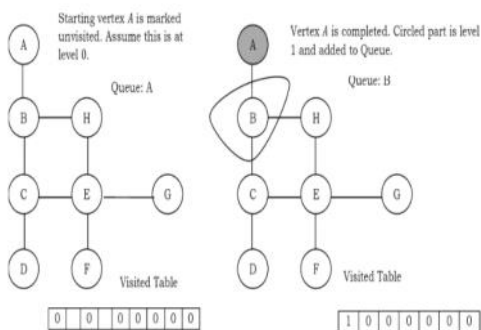 Starting vertex A is marked
unvisited. Assume this is at
level 0.
Queue: A
A
B
H
C
E
G
D
F
Visited Table
0 0 0 0 0 0 0
Vertex A is completed. Circled part is level
1 and added to Queue.
Queue: B
A
B
H
C
E
G
D
F
Visited Table
1 0 0 0 0 0 0